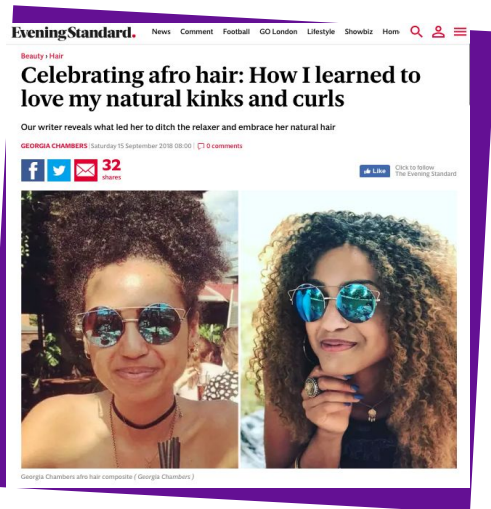 Evening Standard. News Comment Football GO London Lifestyle Showbiz Hom
Beauty › Hair
Celebrating afro hair: How I learned to
love my natural kinks and curls
Our writer reveals what led her to ditch the relaxer and embrace her natural hair
GEORGIA CHAMBERS | Saturday 15 September 2018 08:00 | 0 comments
32
shares
Like
Click to follow
The Evening Standard
Georgia Chambers afro hair composite ( Georgia Chambers )